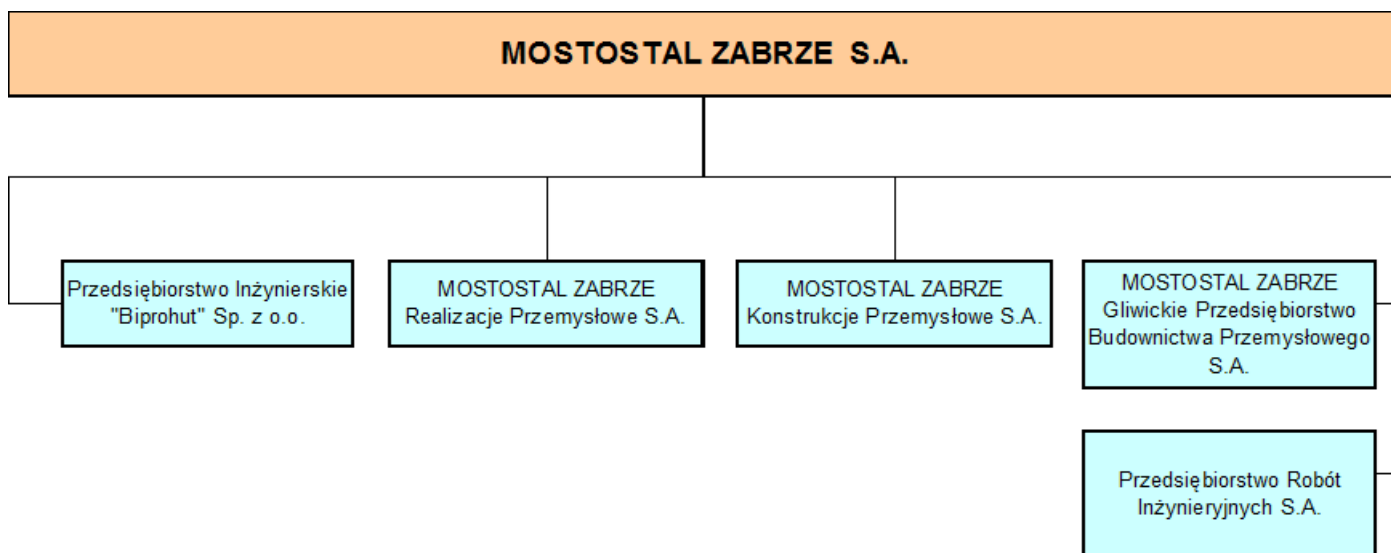 MOSTOSTAL ZABRZE S.A.
Przedsiębiorstwo Inżynierskie
"Biprohut" Sp. z o.o.
MOSTOSTAL ZABRZE
Realizacje Przemysłowe S.A.
MOSTOSTAL ZABRZE
Konstrukcje Przemysłowe S.A.
MOSTOSTAL ZABRZE
Gliwickie Przedsiębiorstwo
Budownictwa Przemysłowego
S.A.
Przedsiębiorstwo Robót
Inżynieryjnych S.A.